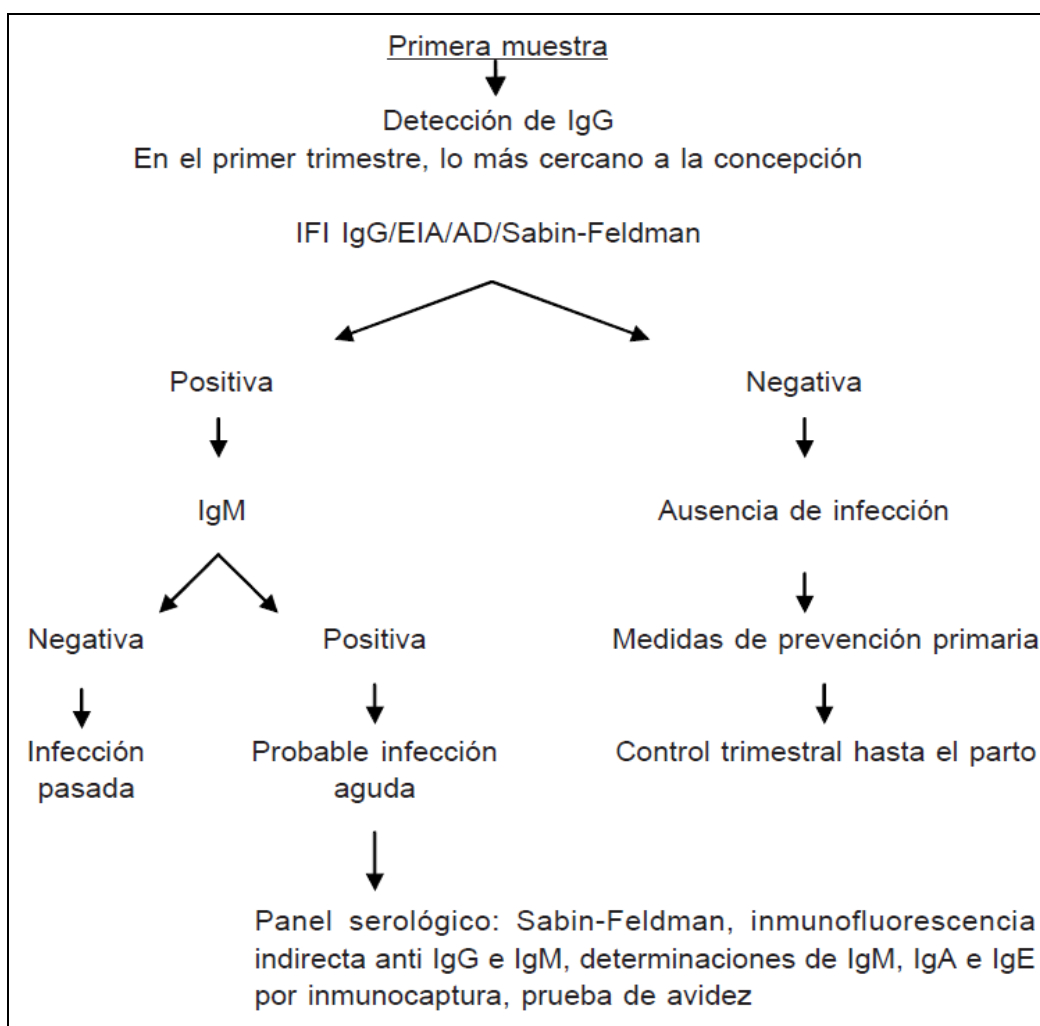 Primera muestra
Detección de IgG
En el primer trimestre, lo más cercano a la concepción
IFI IgG/EIA/AD/Sabin-Feldman
Positiva
Negativa
IgM
Ausencia de infección
Negativa
Positiva
Medidas de prevención primaria
Infección
pasada
Probable infección
aguda
Control trimestral hasta el parto
Panel serológico: Sabin-Feldman, inmunofluorescencia
indirecta anti IgG e IgM, determinaciones de IgM, IgA e IgE
por inmunocaptura, prueba de avidez